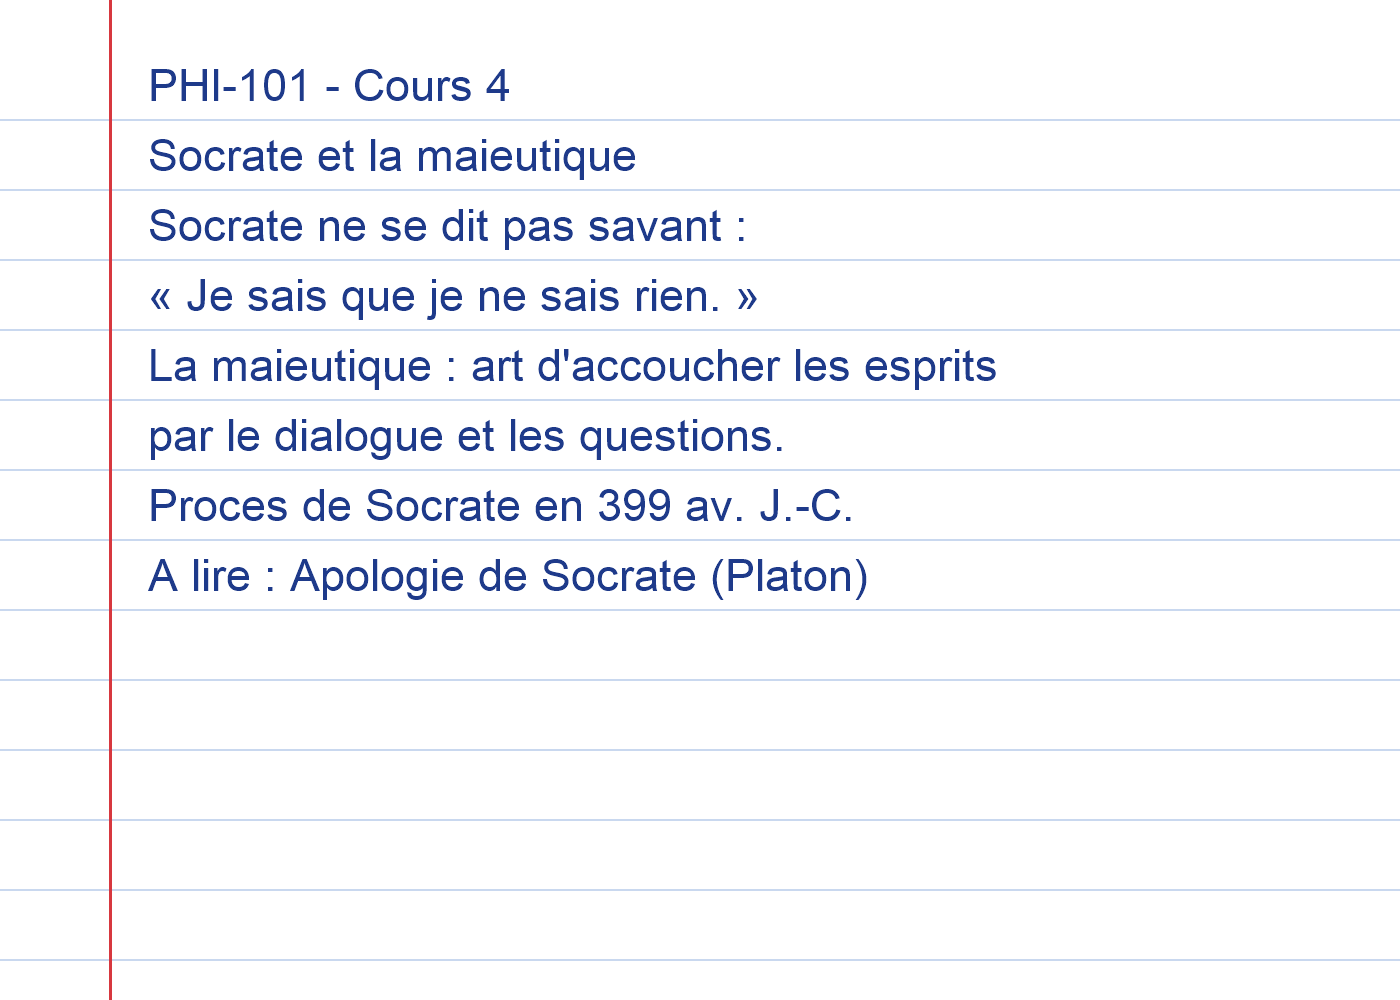 PHI-101 - Cours 4
Socrate et la maieutique
Socrate ne se dit pas savant :
« Je sais que je ne sais rien. »
La maieutique : art d'accoucher les esprits
par le dialogue et les questions.
Proces de Socrate en 399 av. J.-C.
A lire : Apologie de Socrate (Platon)